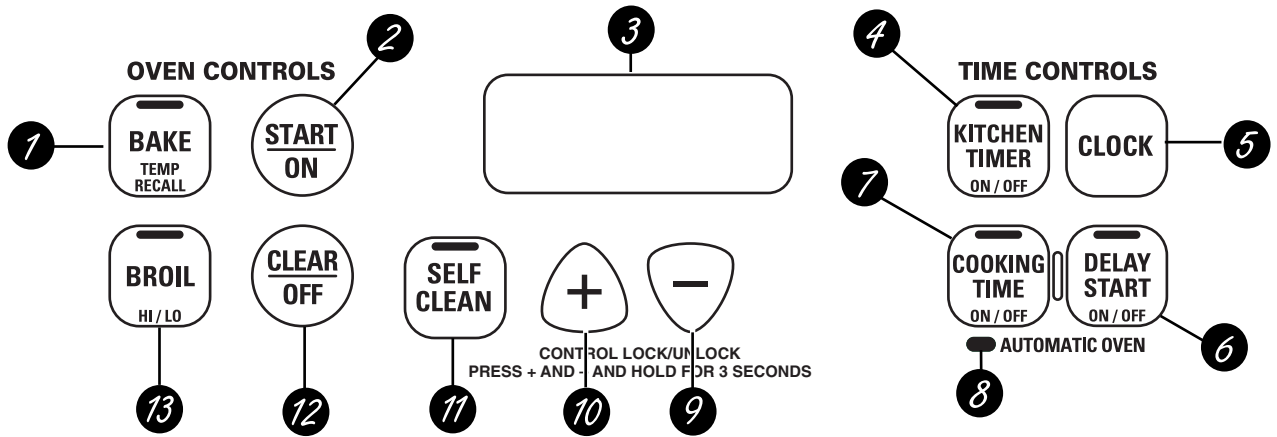 2
3
4
OVEN CONTROLS
TIME CONTROLS
1
BAKE
TEMP
RECALL
START
ON
KITCHEN
TIMER
ON / OFF
CLOCK
5
7
BROIL
HI / LO
CLEAR
OFF
SELF
CLEAN
+
−
COOKING
TIME
ON / OFF
DELAY
START
ON / OFF
AUTOMATIC OVEN
CONTROL LOCK/UNLOCK
PRESS + AND - AND HOLD FOR 3 SECONDS
6
8
13
12
11
10
9